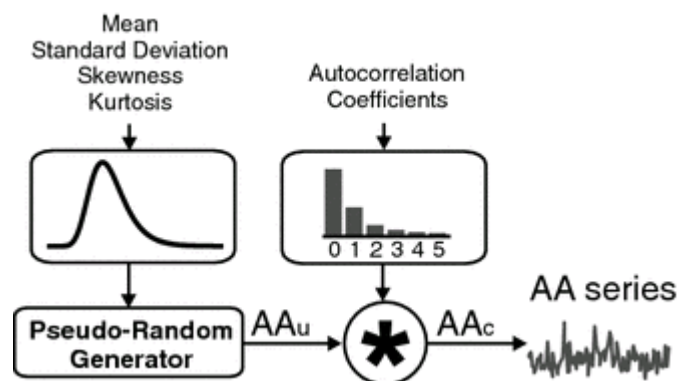 Mean
Standard Deviation
Skewness
Kurtosis
Autocorrelation
Coefficients
0 1 2 3 4 5
Pseudo-Random
Generator
AAu
*
AAc
AA series